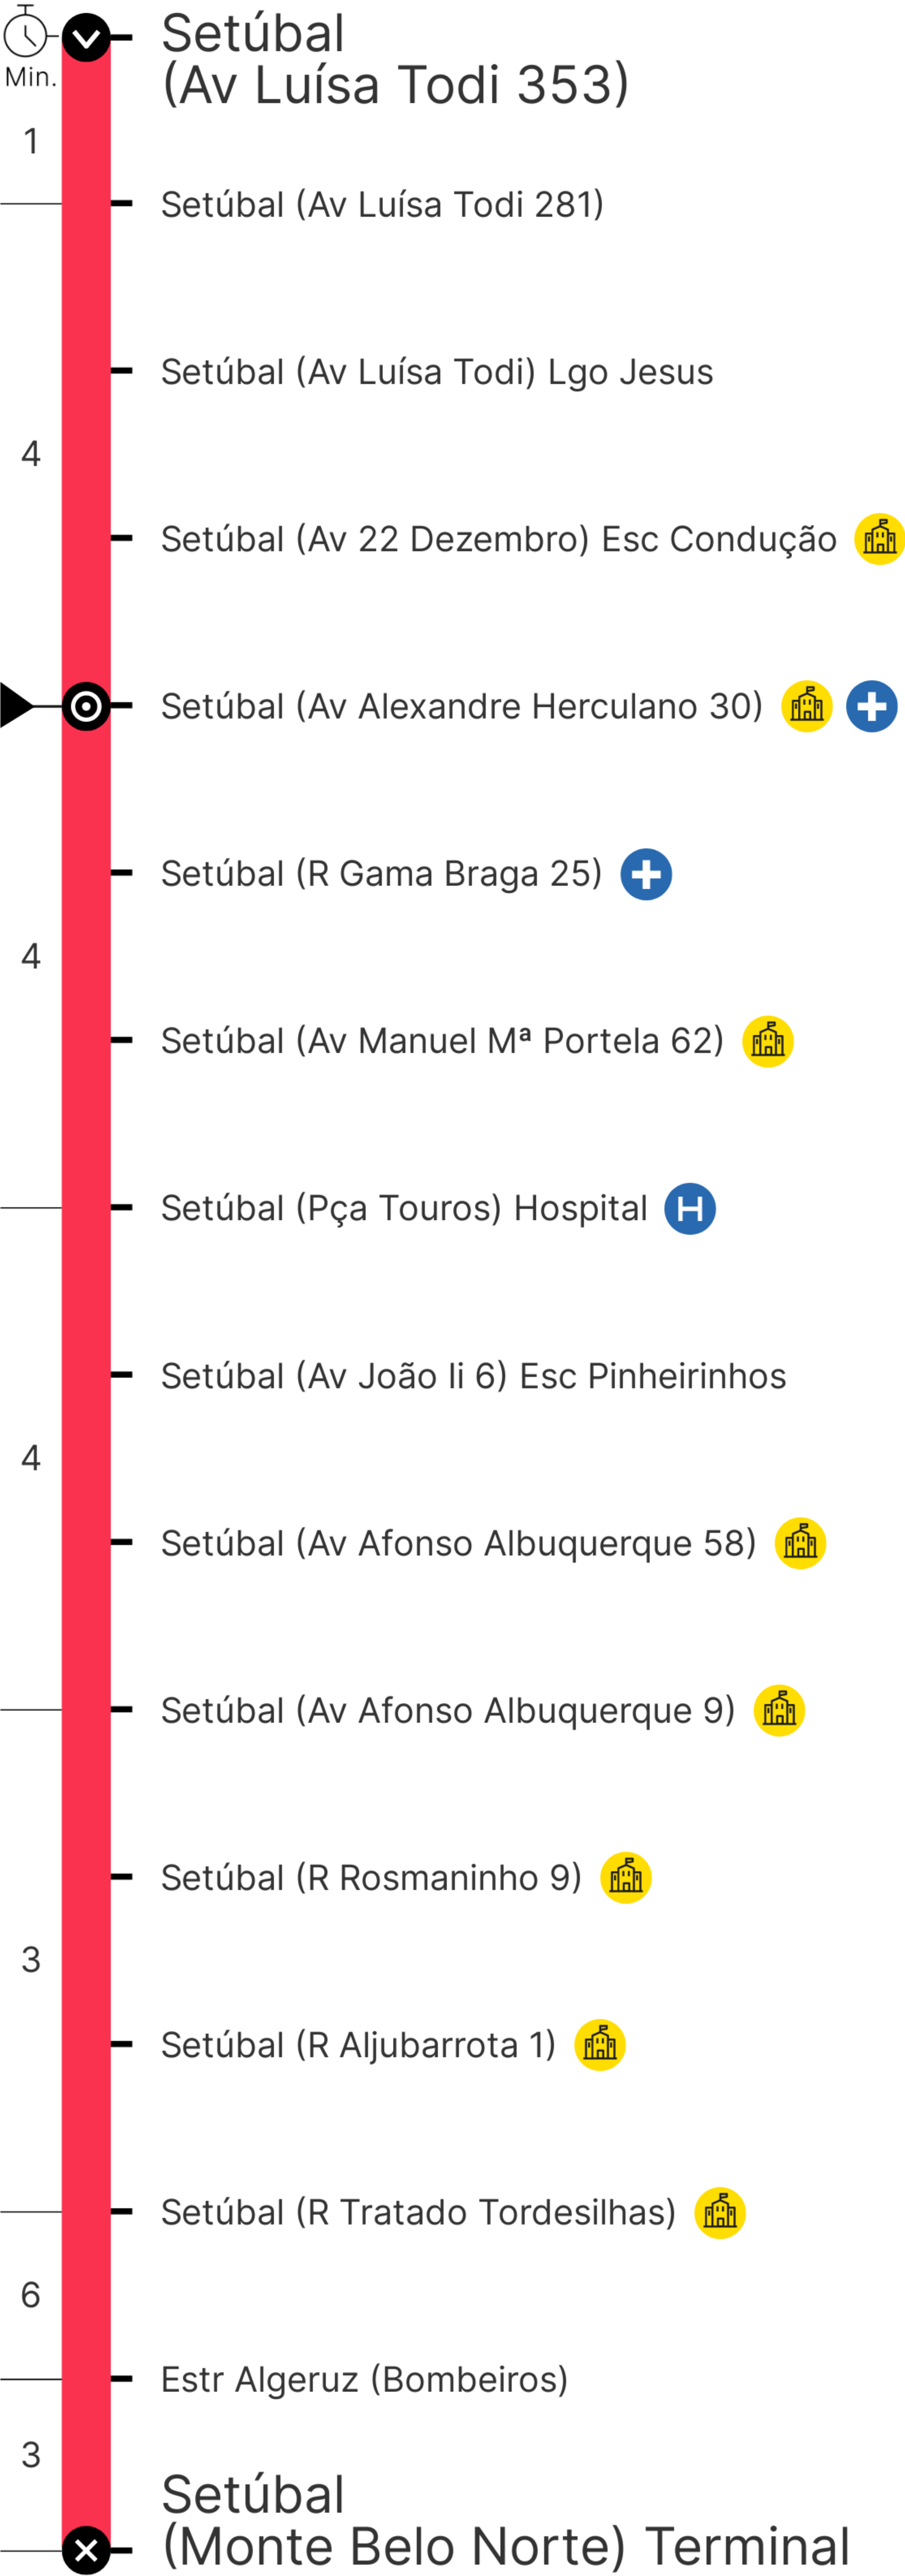 Setúbal
(Av Luísa Todi 353)
Min.
1
Setúbal (Av Luísa Todi 281)
Setúbal (Av Luísa Todi) Lgo Jesus
4
Setúbal (Av 22 Dezembro) Esc Condução
Setúbal (Av Alexandre Herculano 30)
Setúbal (R Gama Braga 25)
4
Setúbal (Av Manuel Mª Portela 62)
Setúbal (Pça Touros) Hospital H
Setúbal (Av João Ii 6) Esc Pinheirinhos
4
Setúbal (Av Afonso Albuquerque 58)
Setúbal (Av Afonso Albuquerque 9)
Setúbal (R Rosmaninho 9)
3
Setúbal (R Aljubarrota 1)
Setúbal (R Tratado Tordesilhas)
6
Estr Algeruz (Bombeiros)
3
Setúbal
(Monte Belo Norte) Terminal